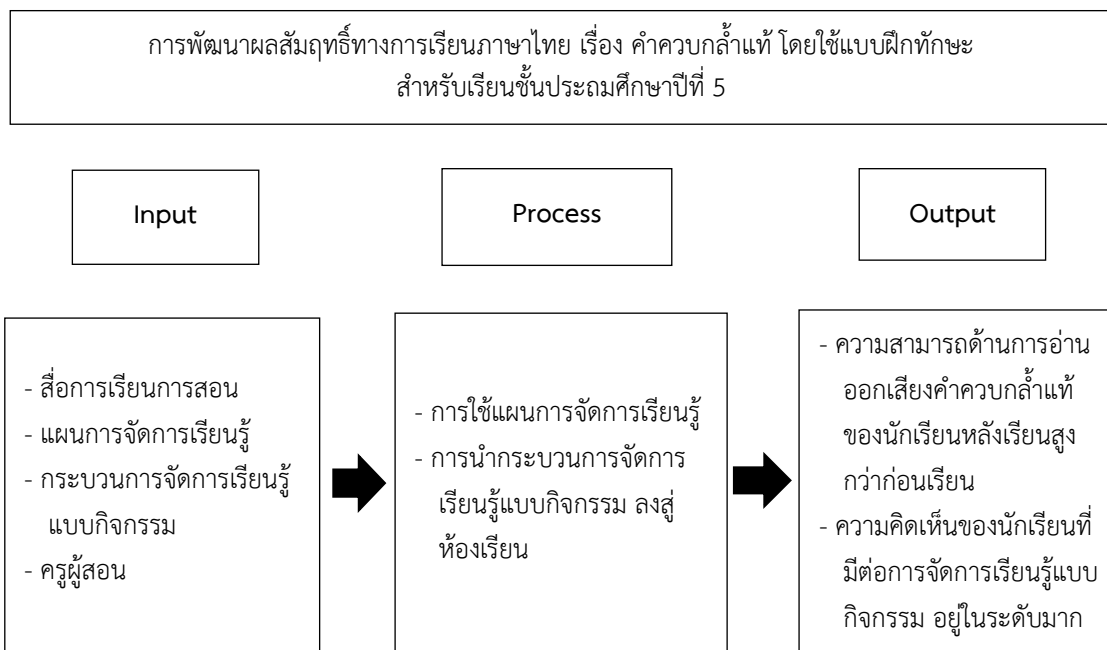 การพัฒนาผลสัมฤทธิ์ทางการเรียนภาษาไทย เรื่อง คำควบกล้ำแท้ โดยใช้แบบฝึกทักษะ
สำหรับเรียนชั้นประถมศึกษาปีที่ 5
Input
Process
Output
- สื่อการเรียนการสอน
- แผนการจัดการเรียนรู้
- กระบวนการจัดการเรียนรู้
แบบกิจกรรม
- ครูผู้สอน
- การใช้แผนการจัดการเรียนรู้
- การนำกระบวนการจัดการ
เรียนรู้แบบกิจกรรม ลงสู่
ห้องเรียน
- ความสามารถด้านการอ่าน
ออกเสียงคำควบกล้ำแท้
ของนักเรียนหลังเรียนสูง
กว่าก่อนเรียน
- ความคิดเห็นของนักเรียนที่
มีต่อการจัดการเรียนรู้แบบ
กิจกรรม อยู่ในระดับมาก